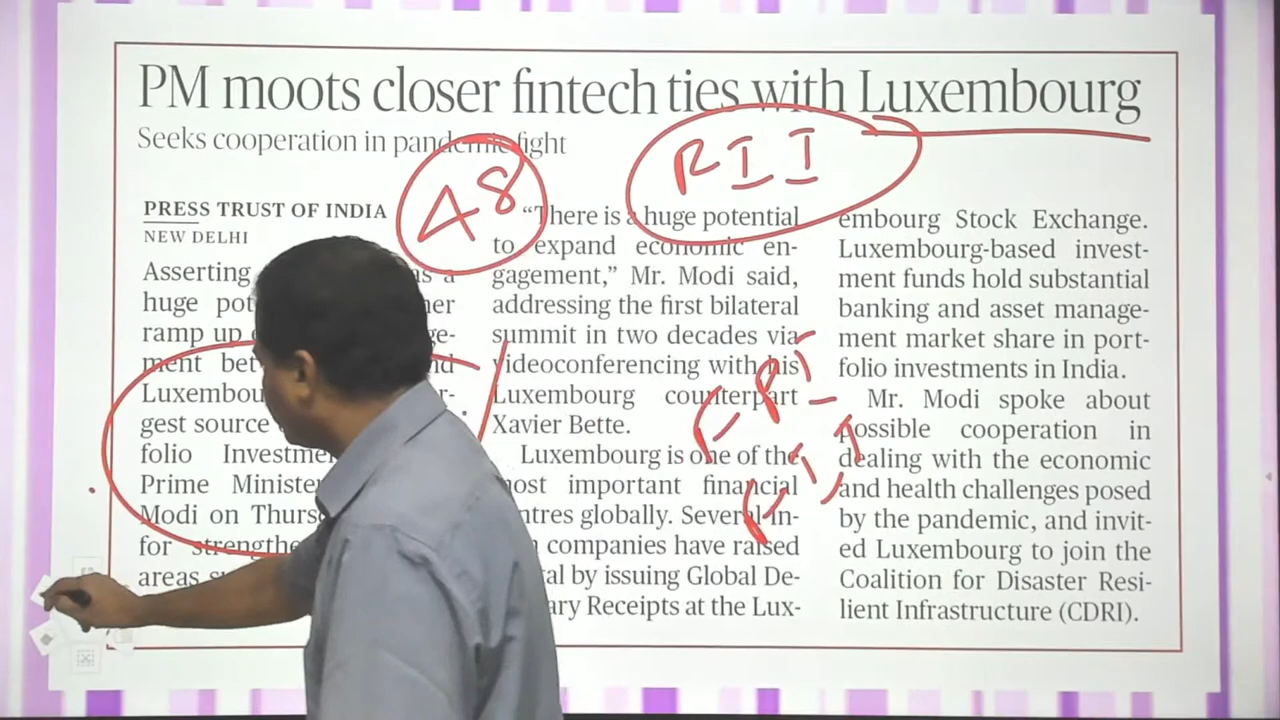 PM moots closer fintech ties with Luxembourg
Seeks cooperation in pandemic fight
48
RII
PRESS TRUST OF INDIA
NEW DELHI
Asserting
huge
ramp up
ment
gest source
folio
Prime
Modi on
for
areas
“There is a huge potential
to expand economic en-
gagement,” Mr. Modi said,
addressing the first bilateral
summit in two decades via
videoconferencing with his
Luxembourg counterpart
Xavier Bette.
Luxembourg is one of the
most important financial
globally. Several In-
companies have raised
by issuing Global De-
Receipts at the Lux-
FPI
FII
embourg Stock Exchange.
Luxembourg-based invest-
ment funds hold substantial
banking and asset manage-
ment market share in port-
folio investments in India.
Mr. Modi spoke about
possible cooperation in
dealing with the economic
and health challenges posed
by the pandemic, and invit-
ed Luxembourg to join the
Coalition for Disaster Resi-
lient Infrastructure (CDRI).